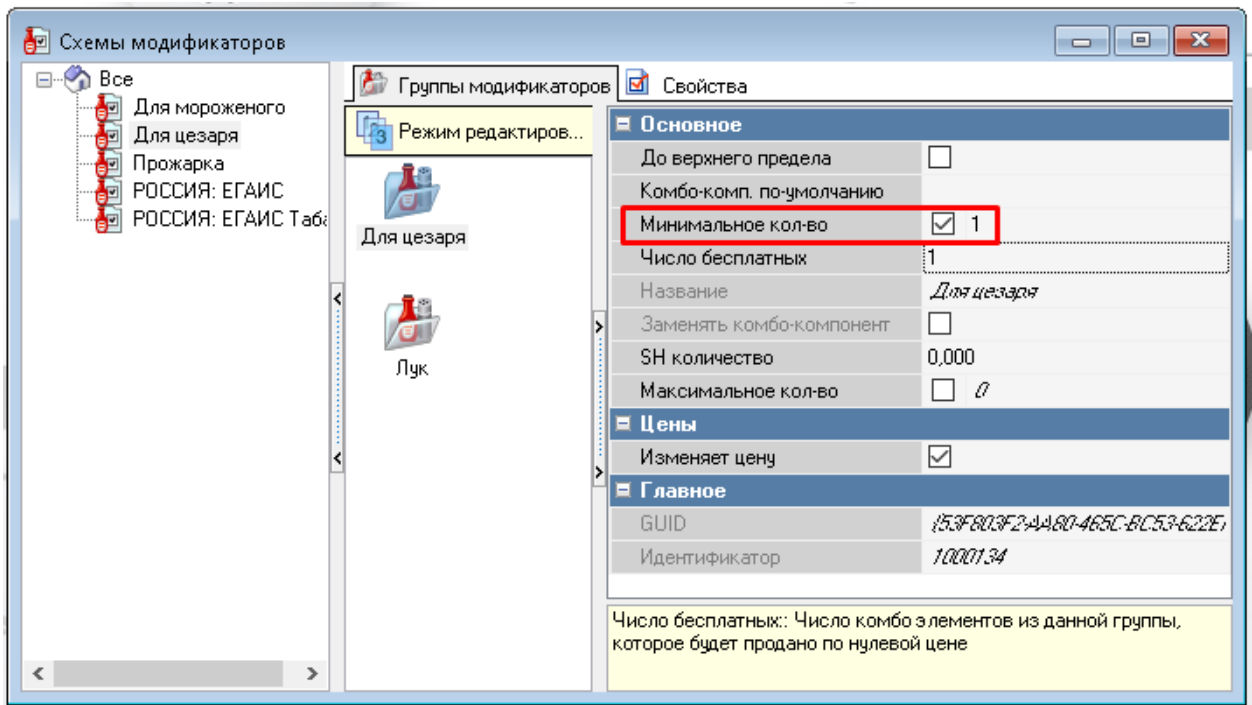 Схемы модификаторов
Все
Для мороженого
Для цезаря
Прожарка
РОССИЯ: ЕГАИС
РОССИЯ: ЕГАИС Таба
Группы модификаторов
Свойства
Режим редактиров...
Для цезаря
Лук
Основное
До верхнего предела
Комбо-комп. по-умолчанию
Минимальное кол-во 1
Число бесплатных 1
Название Для цезаря
Заменять комбо-компонент
SH количество 0,000
Максимальное кол-во 0
Цены
Изменяет цену
Главное
GUID {53F803F2-AA80-465C-BC53-622E
Идентификатор 1000134
Число бесплатных:: Число комбо элементов из данной группы,
которое будет продано по нулевой цене